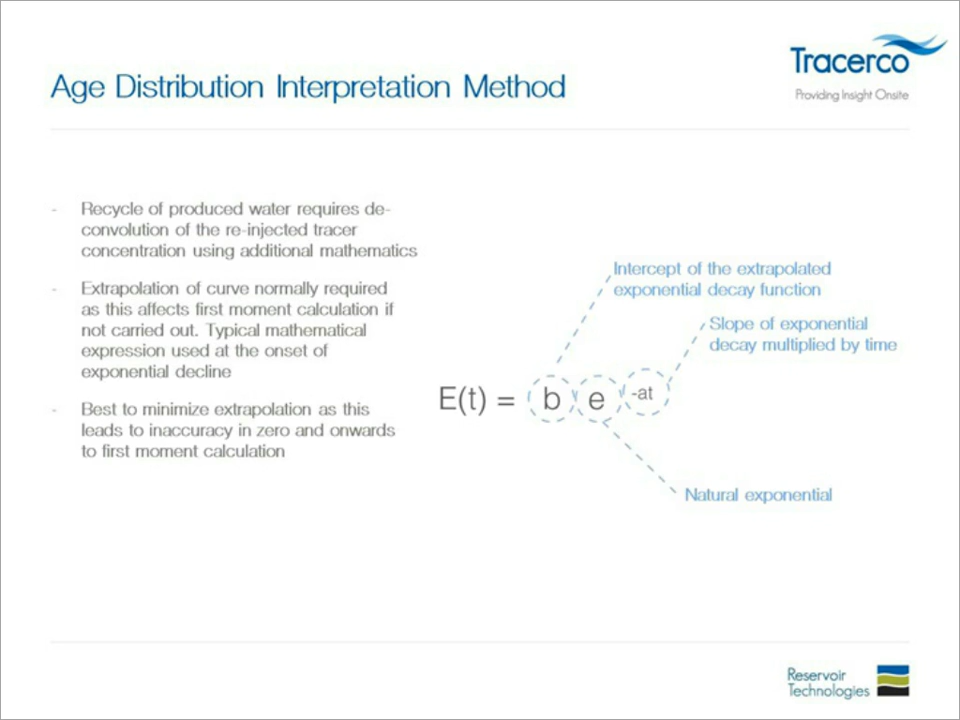 Tracerco
Providing Insight Onsite
Age Distribution Interpretation Method
- Recycle of produced water requires de-
convolution of the re-injected tracer
concentration using additional mathematics
- Extrapolation of curve normally required
as this affects first moment calculation if
not carried out. Typical mathematical
expression used at the onset of
exponential decline
- Best to minimize extrapolation as this
leads to inaccuracy in zero and onwards
to first moment calculation
Intercept of the extrapolated
exponential decay function
Slope of exponential
decay multiplied by time
E(t) = b e -at
Natural exponential
Reservoir
Technologies